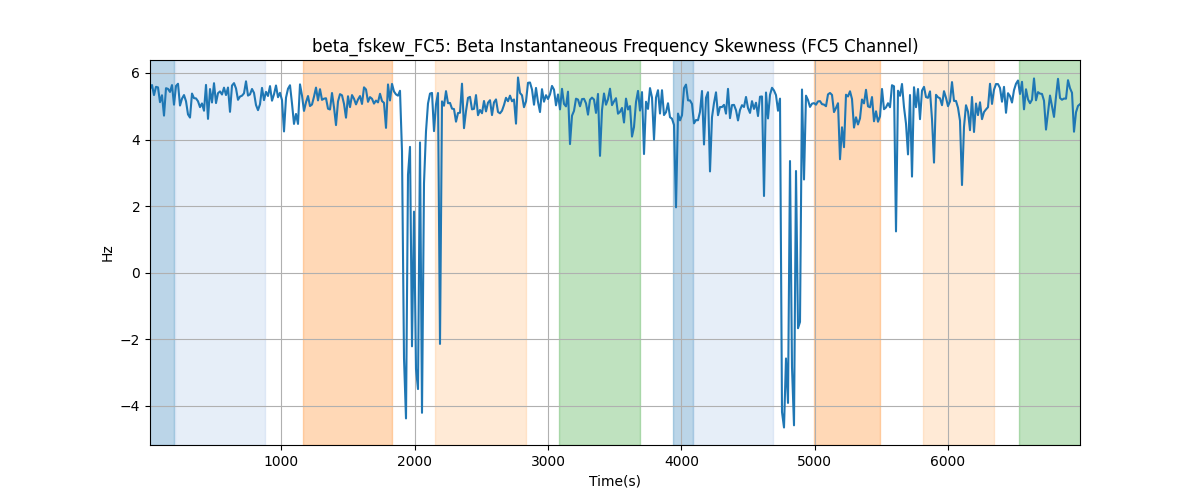 beta_fskew_FC5: Beta Instantaneous Frequency Skewness (FC5 Channel)
6
4
2
0
−2
−4
Hz
1000 2000 3000 4000 5000 6000
Time(s)